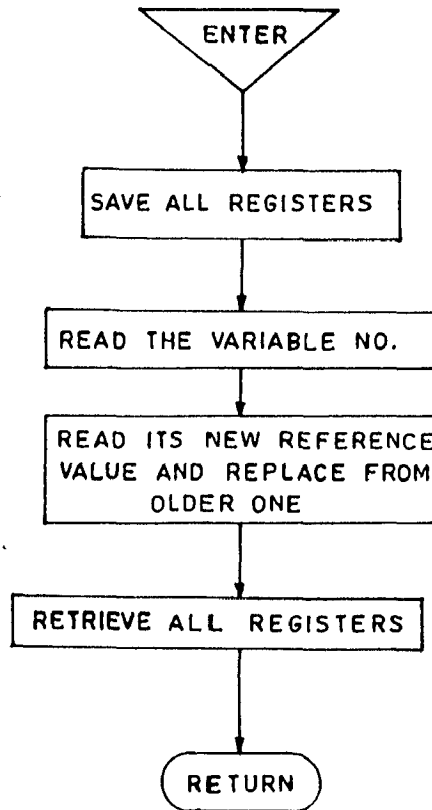 ENTER
SAVE ALL REGISTERS
READ THE VARIABLE NO.
READ ITS NEW REFERENCE
VALUE AND REPLACE FROM
OLDER ONE
RETRIEVE ALL REGISTERS
RETURN